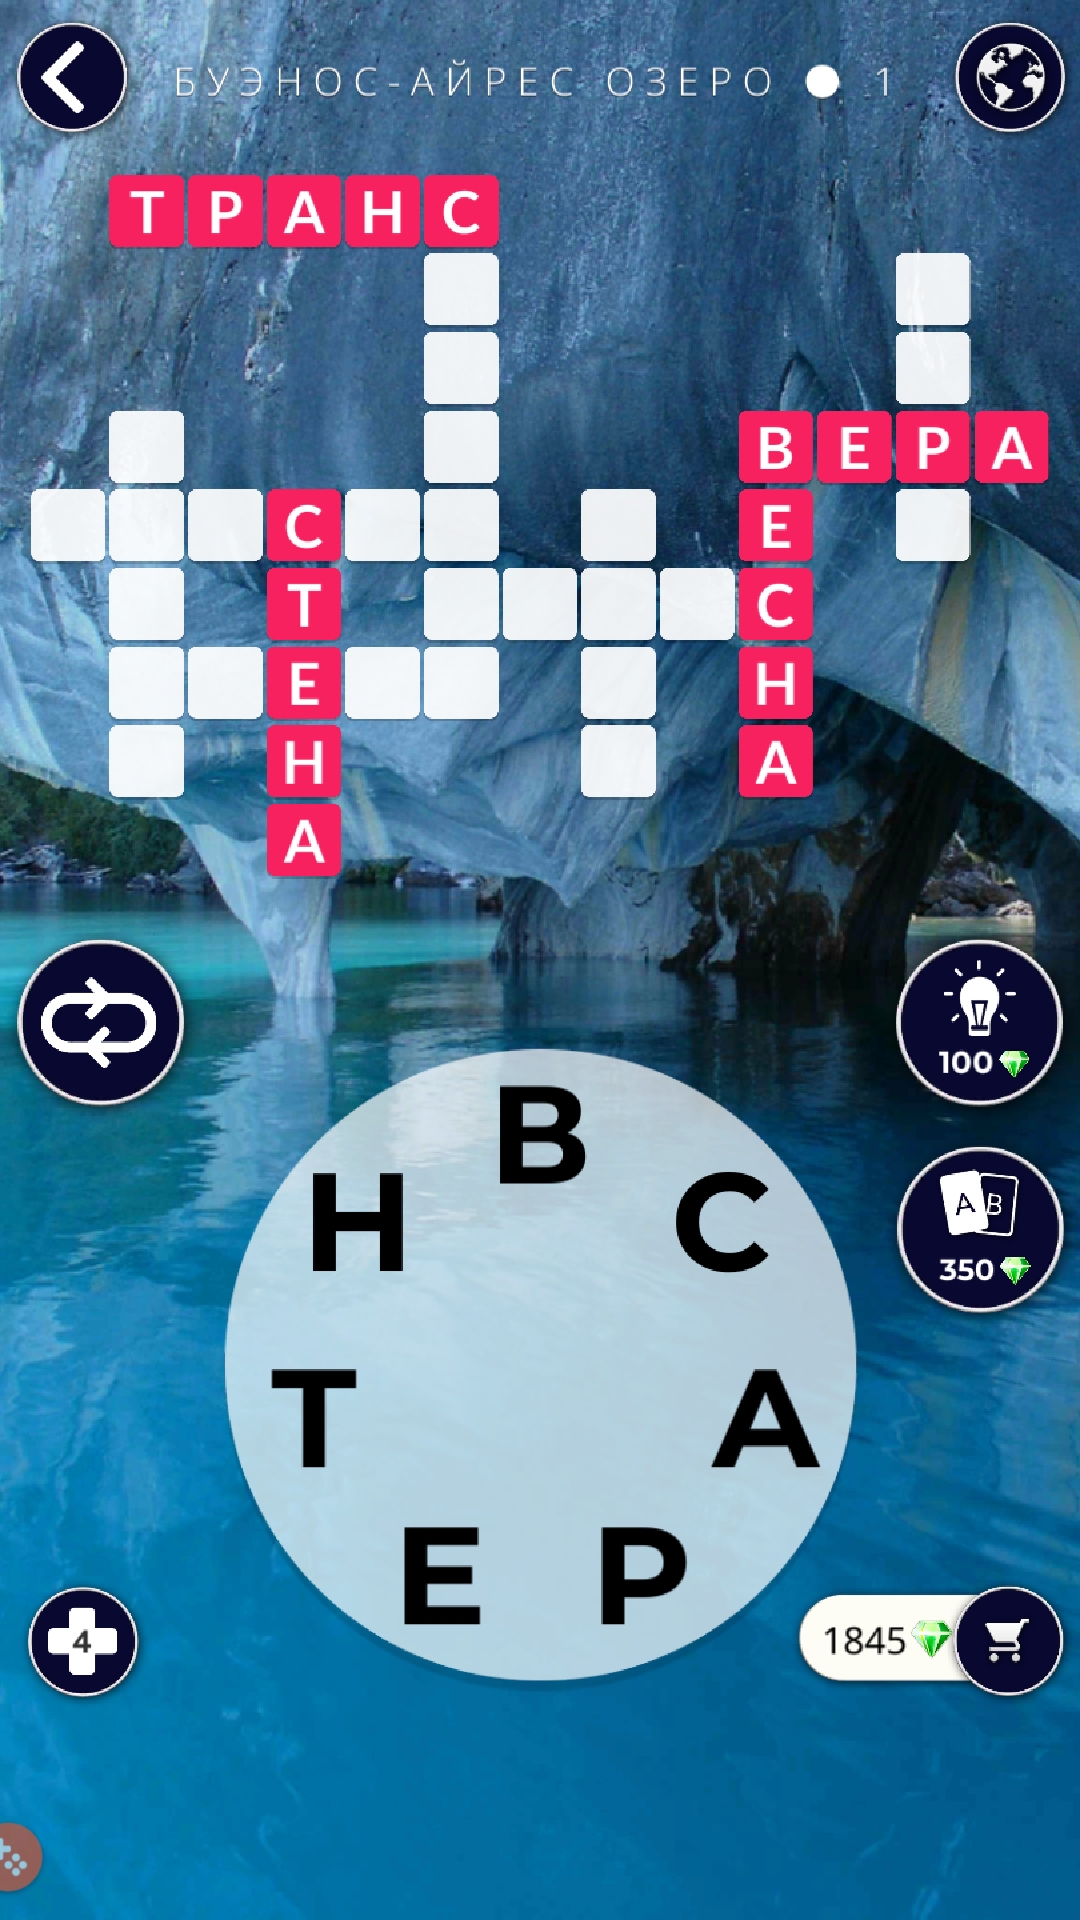 БУЭНОС-АЙРЕС ОЗЕРО 1
ТРАНС
ВЕРА
С Е
Т С
Е Н
Н А
А
100
В
Н С
A B
350
Т А
Е Р
4
1845